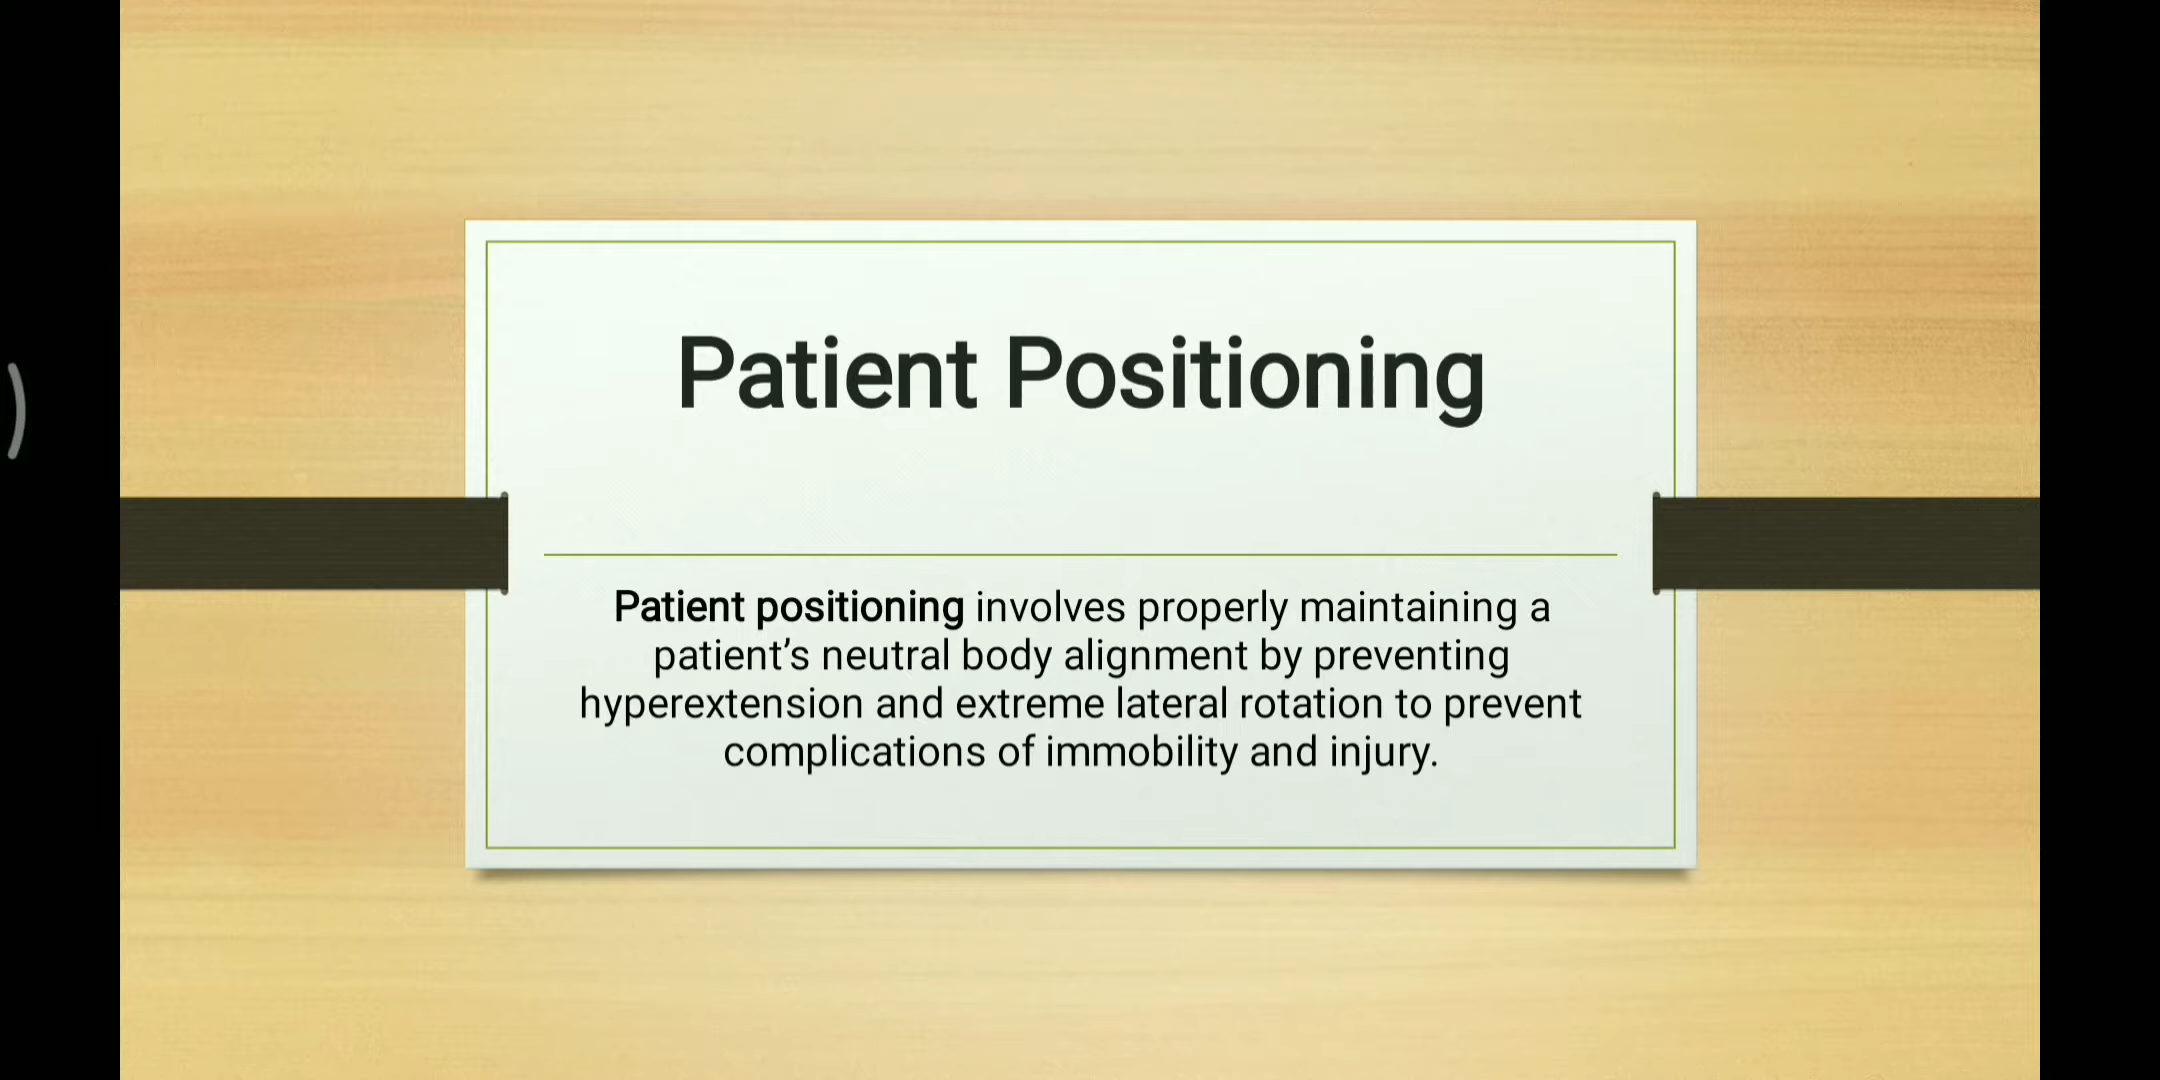 Patient Positioning
Patient positioning involves properly maintaining a
patient’s neutral body alignment by preventing
hyperextension and extreme lateral rotation to prevent
complications of immobility and injury.